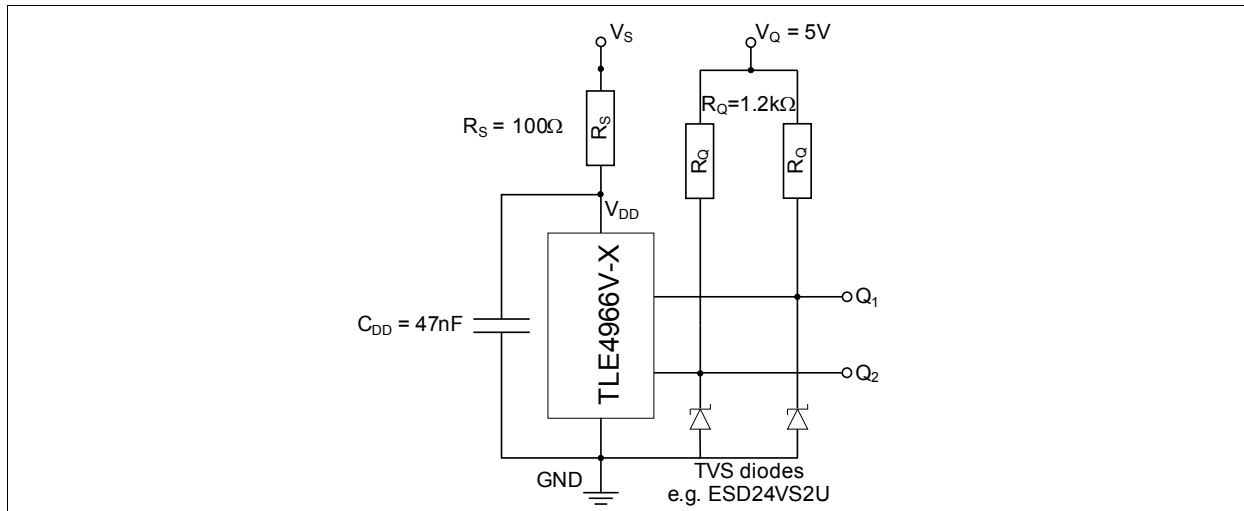 V_S
V_Q = 5V
R_Q=1.2kΩ
R_S = 100Ω
R_S
R_Q
R_Q
V_DD
TLE4966V-X
Q_1
C_DD = 47nF
Q_2
GND
TVS diodes
e.g. ESD24VS2U